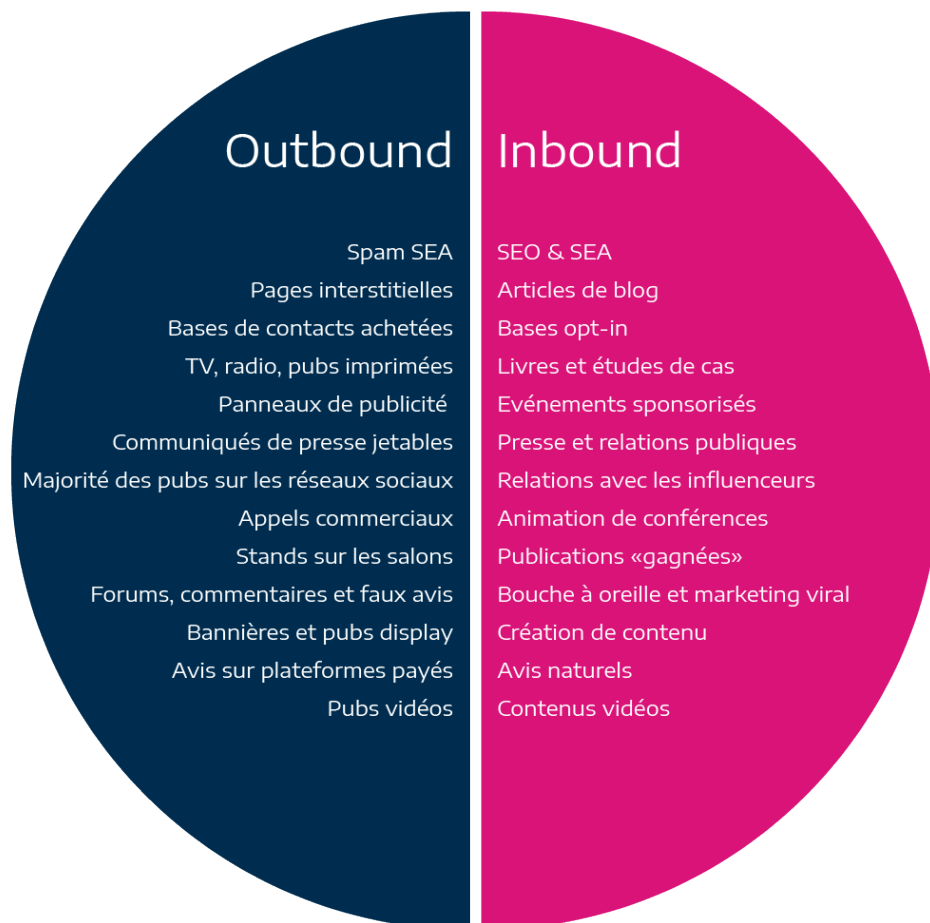 Outbound
Spam SEA
Pages interstitielles
Bases de contacts achetées
TV, radio, pubs imprimées
Panneaux de publicité
Communiqués de presse jetables
Majorité des pubs sur les réseaux sociaux
Appels commerciaux
Stands sur les salons
Forums, commentaires et faux avis
Bannières et pubs display
Avis sur plateformes payés
Pubs vidéos
Inbound
SEO & SEA
Articles de blog
Bases opt-in
Livres et études de cas
Evénements sponsorisés
Presse et relations publiques
Relations avec les influenceurs
Animation de conférences
Publications «gagnées»
Bouche à oreille et marketing viral
Création de contenu
Avis naturels
Contenus vidéos